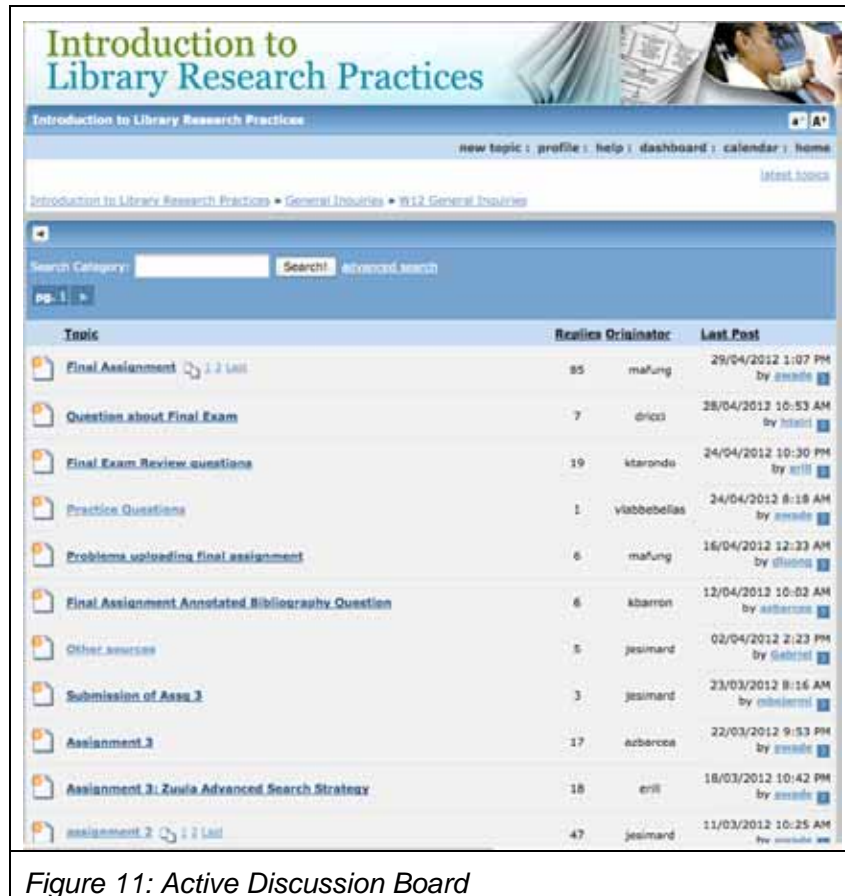 Introduction to
Library Research Practices
Introduction to Library Research Practices
a- A+
new topic : profile : help : dashboard : calendar : home
latest topics
Introduction to Library Research Practices • General Inquiries • W12 General Inquiries
Search Category: Search! advanced search
pg. 1 >
Topic Replies Originator Last Post
Final Assignment 1 2 Last 85 mafung 29/04/2012 1:07 PM
by awade
Question about Final Exam 7 dricci 28/04/2012 10:53 AM
by
Final Exam Review questions 19 ktarondo 24/04/2012 10:30 PM
by erill
Practice Questions 1 vlabbebellas 24/04/2012 8:18 AM
by awade
Problems uploading final assignment 6 mafung 16/04/2012 12:33 AM
by
Final Assignment Annotated Bibliography Question 6 kbarron 12/04/2012 10:02 AM
by azbarcea
Other sources 5 jesimard 02/04/2012 2:23 PM
by Gabriel
Submission of Assg 3 3 jesimard 23/03/2012 8:16 AM
by
Assignment 3 17 azbarcea 22/03/2012 9:53 PM
by awade
Assignment 3: Zuula Advanced Search Strategy 18 erill 18/03/2012 10:42 PM
by awade
assignment 2 1 2 Last 47 jesimard 11/03/2012 10:25 AM
by awade
Figure 11: Active Discussion Board